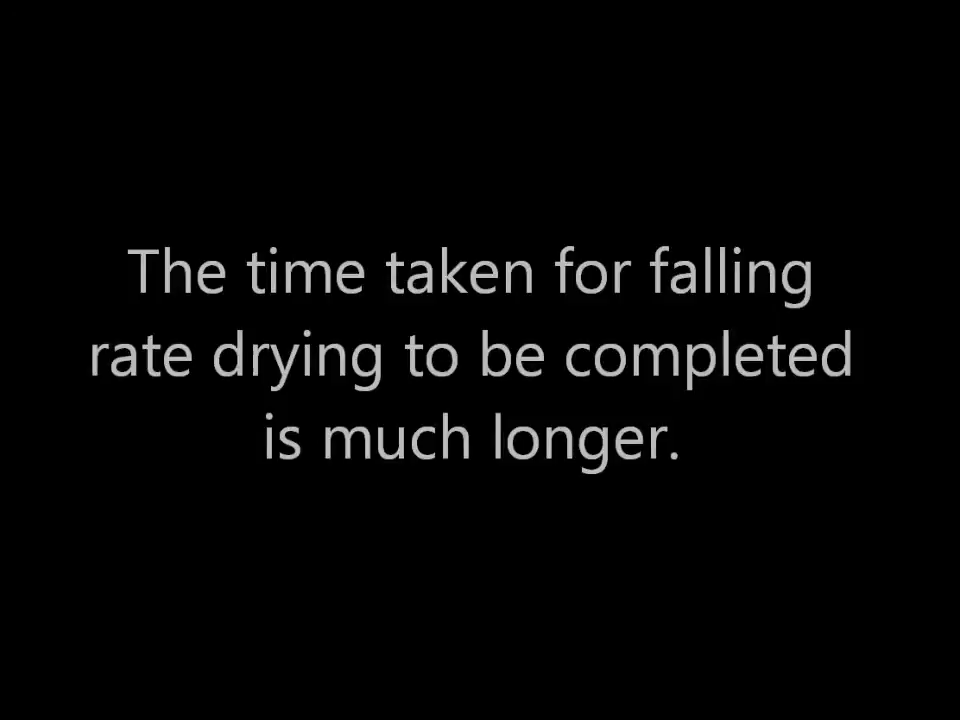 The time taken for falling
rate drying to be completed
is much longer.